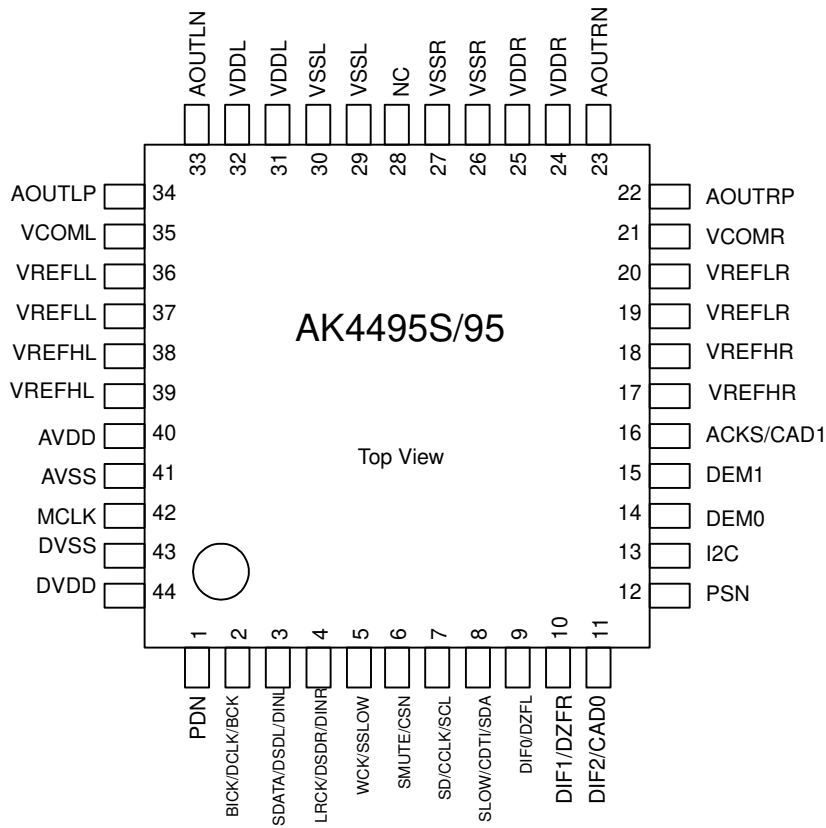 AOUTLN
VDDL
VDDL
VSSL
VSSL
NC
VSSR
VSSR
VDDR
VDDR
AOUTRN
33
32
31
30
29
28
27
26
25
24
23
AOUTLP 34
VCOML 35
VREFLL 36
VREFLL 37
VREFHL 38
VREFHL 39
AVDD 40
AVSS 41
MCLK 42
DVSS 43
DVDD 44
AK4495S/95
Top View
22 AOUTRP
21 VCOMR
20 VREFLR
19 VREFLR
18 VREFHR
17 VREFHR
16 ACKS/CAD1
15 DEM1
14 DEM0
13 I2C
12 PSN
1
2
3
4
5
6
7
8
9
10
11
PDN
BICK/DCLK/BCK
SDATA/DSDL/DINL
LRCK/DSDR/DINR
WCK/SSLOW
SMUTE/CSN
SD/CCLK/SCL
SLOW/CDTI/SDA
DIF0/DZFL
DIF1/DZFR
DIF2/CAD0